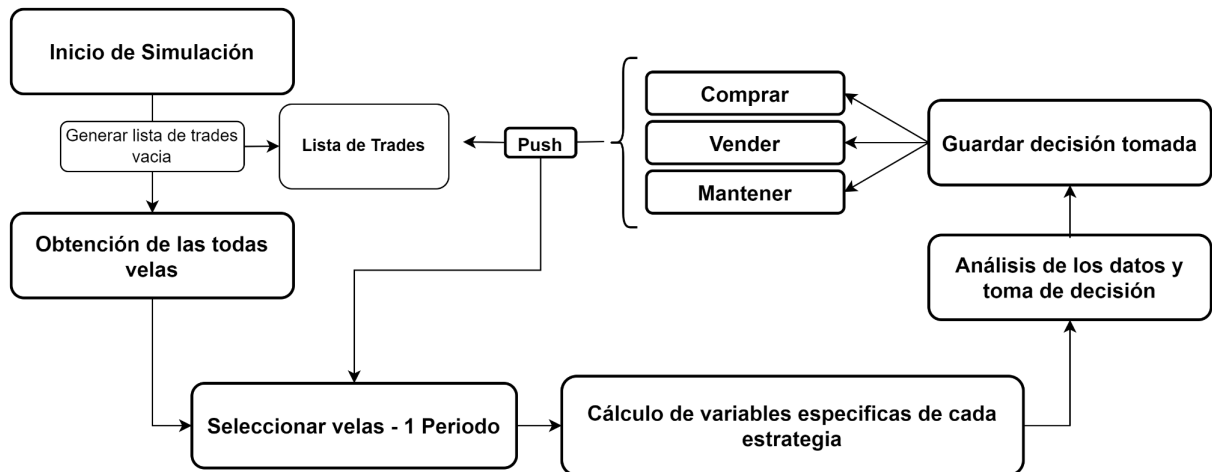 Inicio de Simulación
Generar lista de trades
vacia
Lista de Trades
Push
Comprar
Vender
Mantener
Guardar decisión tomada
Obtención de las todas
velas
Análisis de los datos y
toma de decisión
Seleccionar velas - 1 Periodo
Cálculo de variables especificas de cada
estrategia